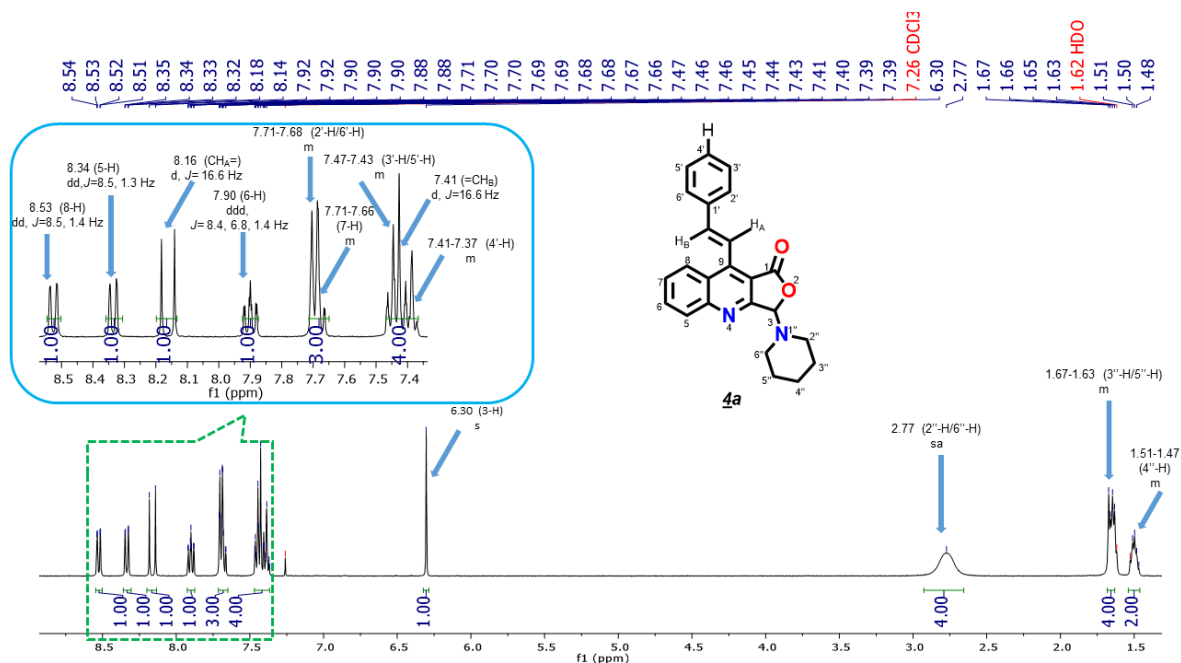 8.54 8.53 8.52 8.51 8.35 8.34 8.33 8.32 8.18 8.14 7.92 7.92 7.90 7.90 7.90 7.88 7.88 7.71 7.70 7.70 7.69 7.69 7.68 7.68 7.67 7.66 7.47 7.46 7.46 7.45 7.44 7.43 7.41 7.40 7.39 7.39 7.26 CDCl3 6.30 2.77 1.67 1.66 1.65 1.63 1.62 HDO 1.51 1.50 1.48
7.71-7.68 (2'-H/6'-H)
m
8.34 (5-H)
dd, J=8.5, 1.3 Hz
8.16 (CHA=)
d, J= 16.6 Hz
7.47-7.43 (3'-H/5'-H)
m
7.41 (=CHB)
d, J=16.6 Hz
8.53 (8-H)
dd, J=8.5, 1.4 Hz
7.90 (6-H)
ddd,
J= 8.4, 6.8, 1.4 Hz
7.71-7.66
(7-H)
m
7.41-7.37 (4'-H)
m
1.00 1.00 1.00 1.00 3.00 4.00
8.5 8.4 8.3 8.2 8.1 8.0 7.9 7.8 7.7 7.6 7.5 7.4
f1 (ppm)
H
4'
5' 3'
6' 2'
1'
HB HA
9 1 O
8 2
7 O
6 3
5 N 4
N 1''
6'' 2''
5'' 3''
4''
4a
6.30 (3-H)
s
2.77 (2''-H/6''-H)
sa
1.67-1.63 (3''-H/5''-H)
m
1.51-1.47
(4''-H)
m
1.00 1.00 1.00 1.00 3.00 4.00 1.00 4.00 4.00 2.00
8.5 8.0 7.5 7.0 6.5 6.0 5.5 5.0 4.5 4.0 3.5 3.0 2.5 2.0 1.5
f1 (ppm)